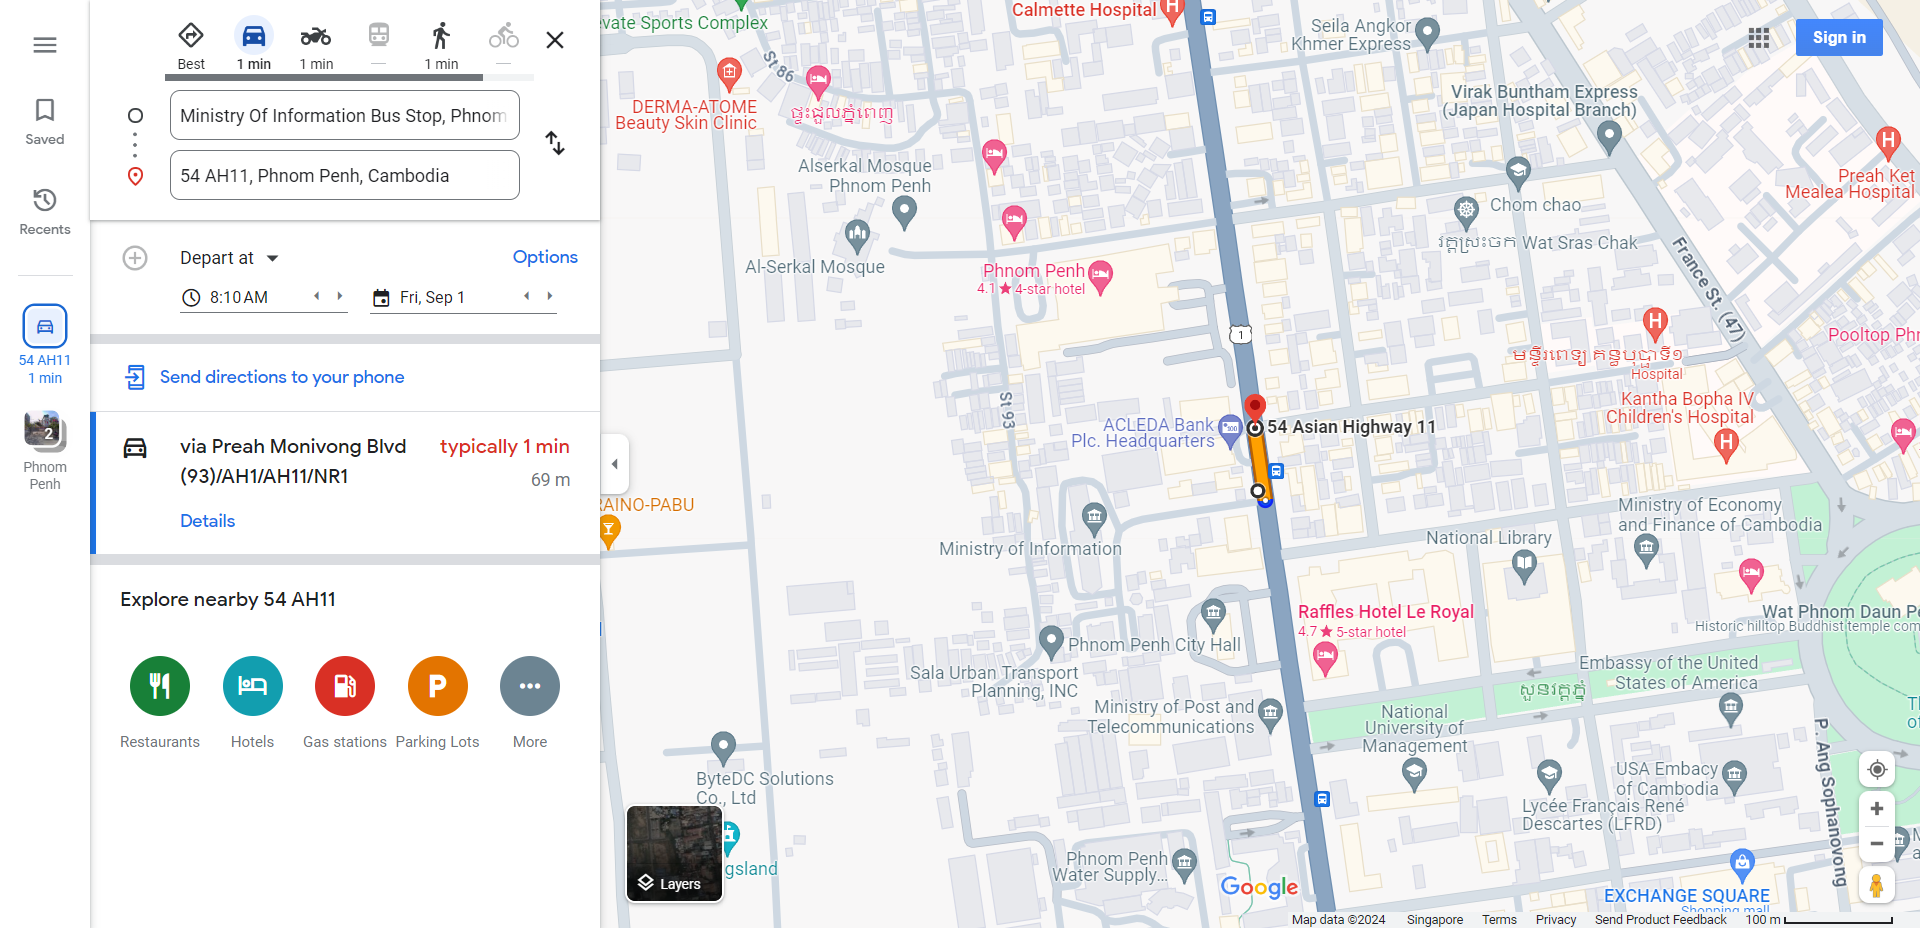 Saved
Recents
54 AH11
1 min
2
Phnom
Penh
Best
1 min
1 min
—
1 min
—
Ministry Of Information Bus Stop, Phnom
54 AH11, Phnom Penh, Cambodia
Depart at
Options
8:10 AM
Fri, Sep 1
Send directions to your phone
via Preah Monivong Blvd
(93)/AH1/AH11/NR1
typically 1 min
69 m
Details
Explore nearby 54 AH11
Restaurants
Hotels
Gas stations
P
Parking Lots
More
Sign in
vate Sports Complex
Calmette Hospital
H
Seila Angkor
Khmer Express
St 86
DERMA-ATOME
Beauty Skin Clinic
ផ្ទះជួលភ្នំពេញ
Virak Buntham Express
(Japan Hospital Branch)
H
Preah Ket
Mealea Hospital
Alserkal Mosque
Phnom Penh
Chom chao
វត្តស្រះចក Wat Sras Chak
Al-Serkal Mosque
Phnom Penh
4.1★ 4-star hotel
France St. (47)
1
H
Pooltop Phn
មន្ទីរពេទ្យ គន្ធបុប្ផាទី១
Hospital
St 93
Kantha Bopha IV
Children's Hospital
H
ACLEDA Bank
Plc. Headquarters
54 Asian Highway 11
RAINO-PABU
Ministry of Information
National Library
Ministry of Economy
and Finance of Cambodia
Raffles Hotel Le Royal
4.7★ 5-star hotel
Wat Phnom Daun Pe
Historic hilltop Buddhist temple com
Phnom Penh City Hall
Sala Urban Transport
Planning, INC
Embassy of the United
States of America
សួនវត្តភ្នំ
Ministry of Post and
Telecommunications
National
University of
Management
P. Ang Sophanovong
ByteDC Solutions
Co., Ltd
USA Embacy
of Cambodia
Lycée Français René
Descartes (LFRD)
gsland
Layers
Phnom Penh
Water Supply...
Google
EXCHANGE SQUARE
Shopping mall
Map data ©2024
Singapore
Terms
Privacy
Send Product Feedback
100 m